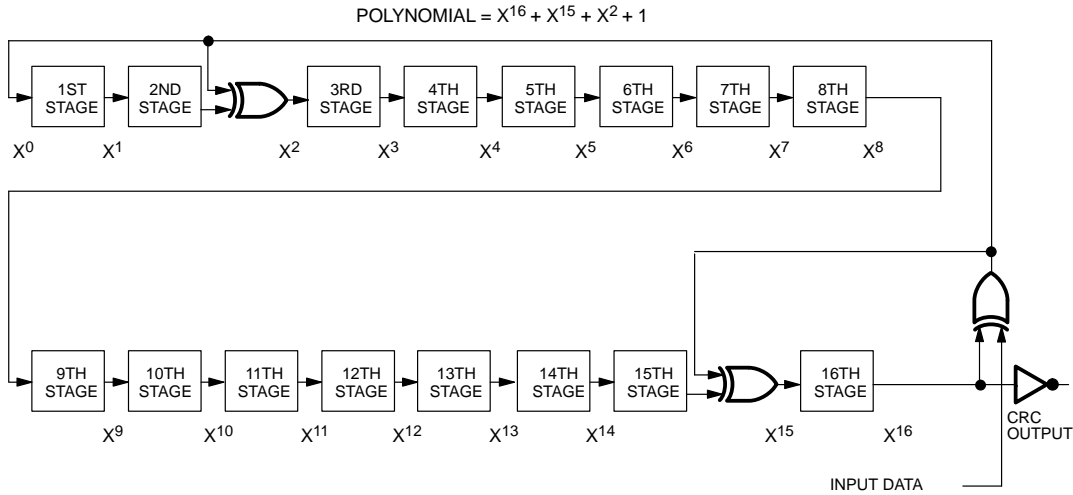 POLYNOMIAL = X¹⁶ + X¹⁵ + X² + 1
1ST
STAGE
2ND
STAGE
3RD
STAGE
4TH
STAGE
5TH
STAGE
6TH
STAGE
7TH
STAGE
8TH
STAGE
X⁰ X¹ X² X³ X⁴ X⁵ X⁶ X⁷ X⁸
9TH
STAGE
10TH
STAGE
11TH
STAGE
12TH
STAGE
13TH
STAGE
14TH
STAGE
15TH
STAGE
16TH
STAGE
CRC
OUTPUT
X⁹ X¹⁰ X¹¹ X¹² X¹³ X¹⁴ X¹⁵ X¹⁶
INPUT DATA